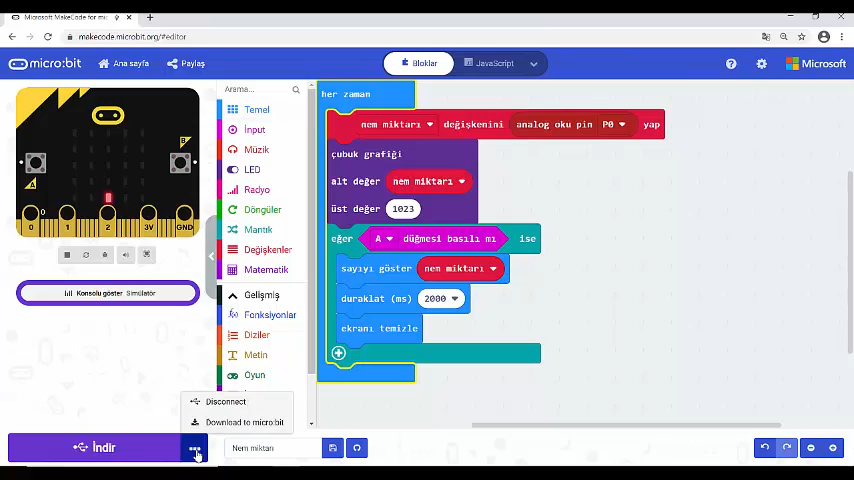 Microsoft MakeCode for mic
makecode.microbit.org/#editor
micro:bit
Ana sayfa
Paylaş
Bloklar
JavaScript
Microsoft
A
B
0
0 1 2 3V GND
Konsolu göster Simülatör
Arama...
Temel
Input
Müzik
LED
Radyo
Döngüler
Mantık
Değişkenler
Matematik
Gelişmiş
Fonksiyonlar
Diziler
Metin
Oyun
her zaman
nem miktarı değişkenini analog oku pin P0 yap
çubuk grafiği
alt değer nem miktarı
üst değer 1023
eğer A düğmesi basılı mı ise
sayıyı göster nem miktarı
duraklat (ms) 2000
ekranı temizle
Disconnect
Download to micro:bit
İndir
Nem miktarı